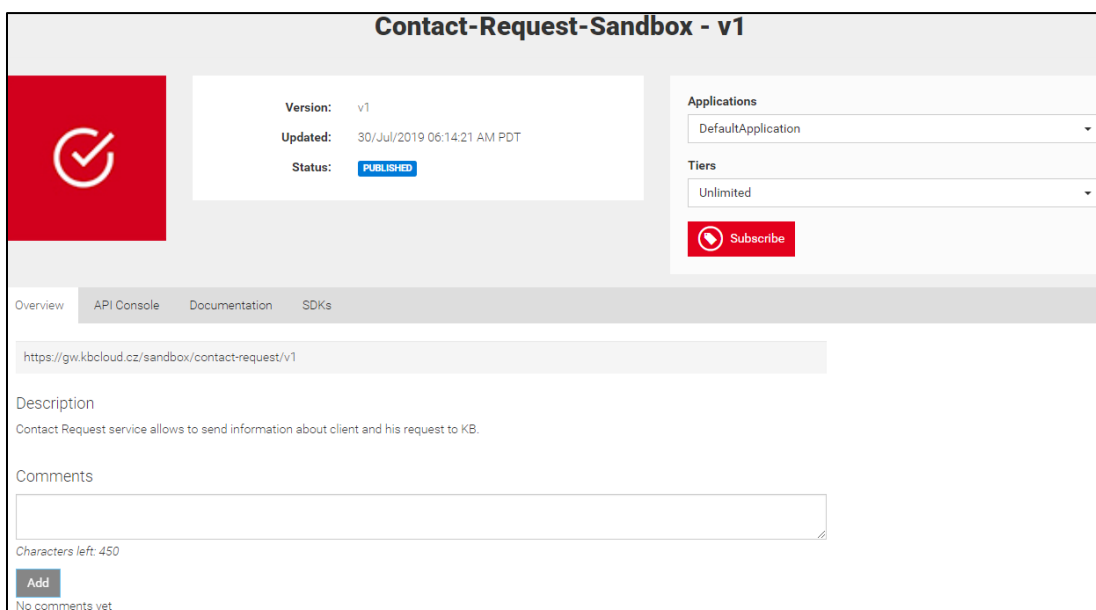 Contact-Request-Sandbox - v1
Version: v1
Updated: 30/Jul/2019 06:14:21 AM PDT
Status: PUBLISHED
Applications
DefaultApplication
Tiers
Unlimited
Subscribe
Overview API Console Documentation SDKs
https://gw.kbcloud.cz/sandbox/contact-request/v1
Description
Contact Request service allows to send information about client and his request to KB.
Comments
Characters left: 450
Add
No comments yet